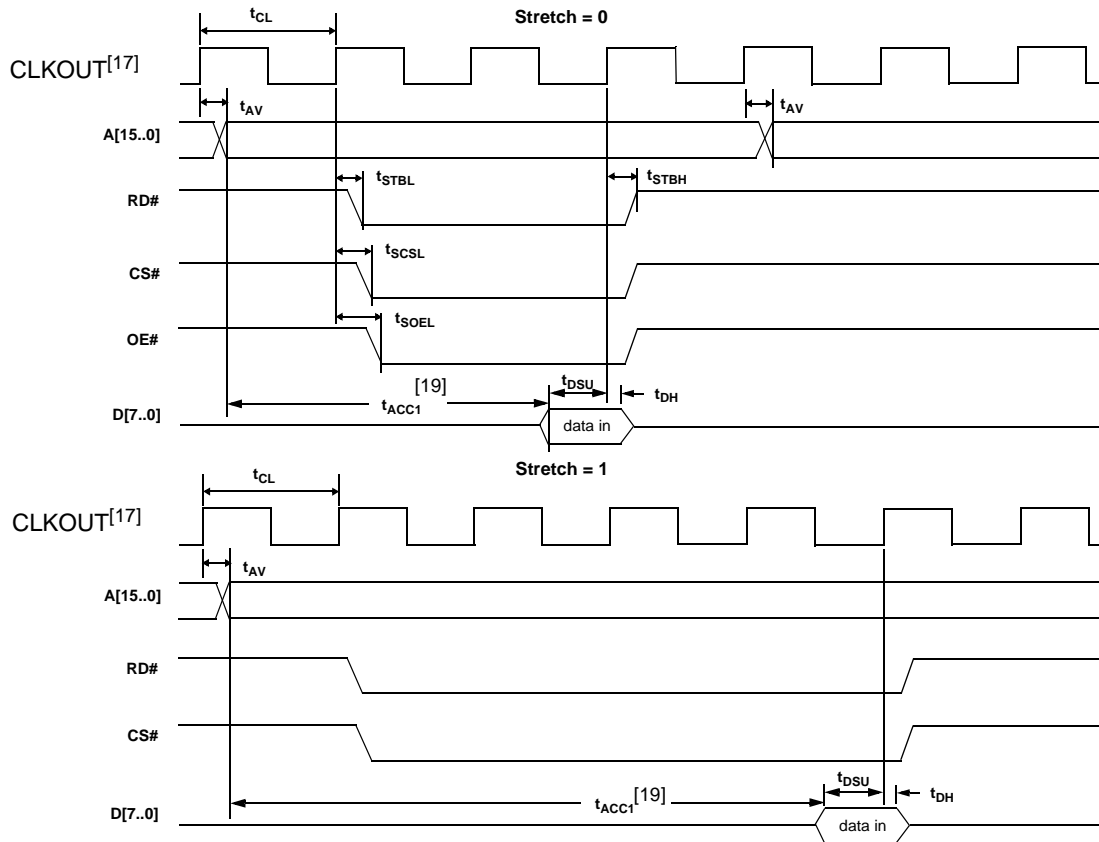 Stretch = 0
tCL
CLKOUT[17]
tAV
tAV
A[15..0]
tSTBL
tSTBH
RD#
tSCSL
CS#
tSOEL
OE#
[19]
tDSU
tACC1
tDH
D[7..0]
data in
Stretch = 1
tCL
CLKOUT[17]
tAV
A[15..0]
RD#
CS#
tDSU
tACC1[19]
tDH
D[7..0]
data in